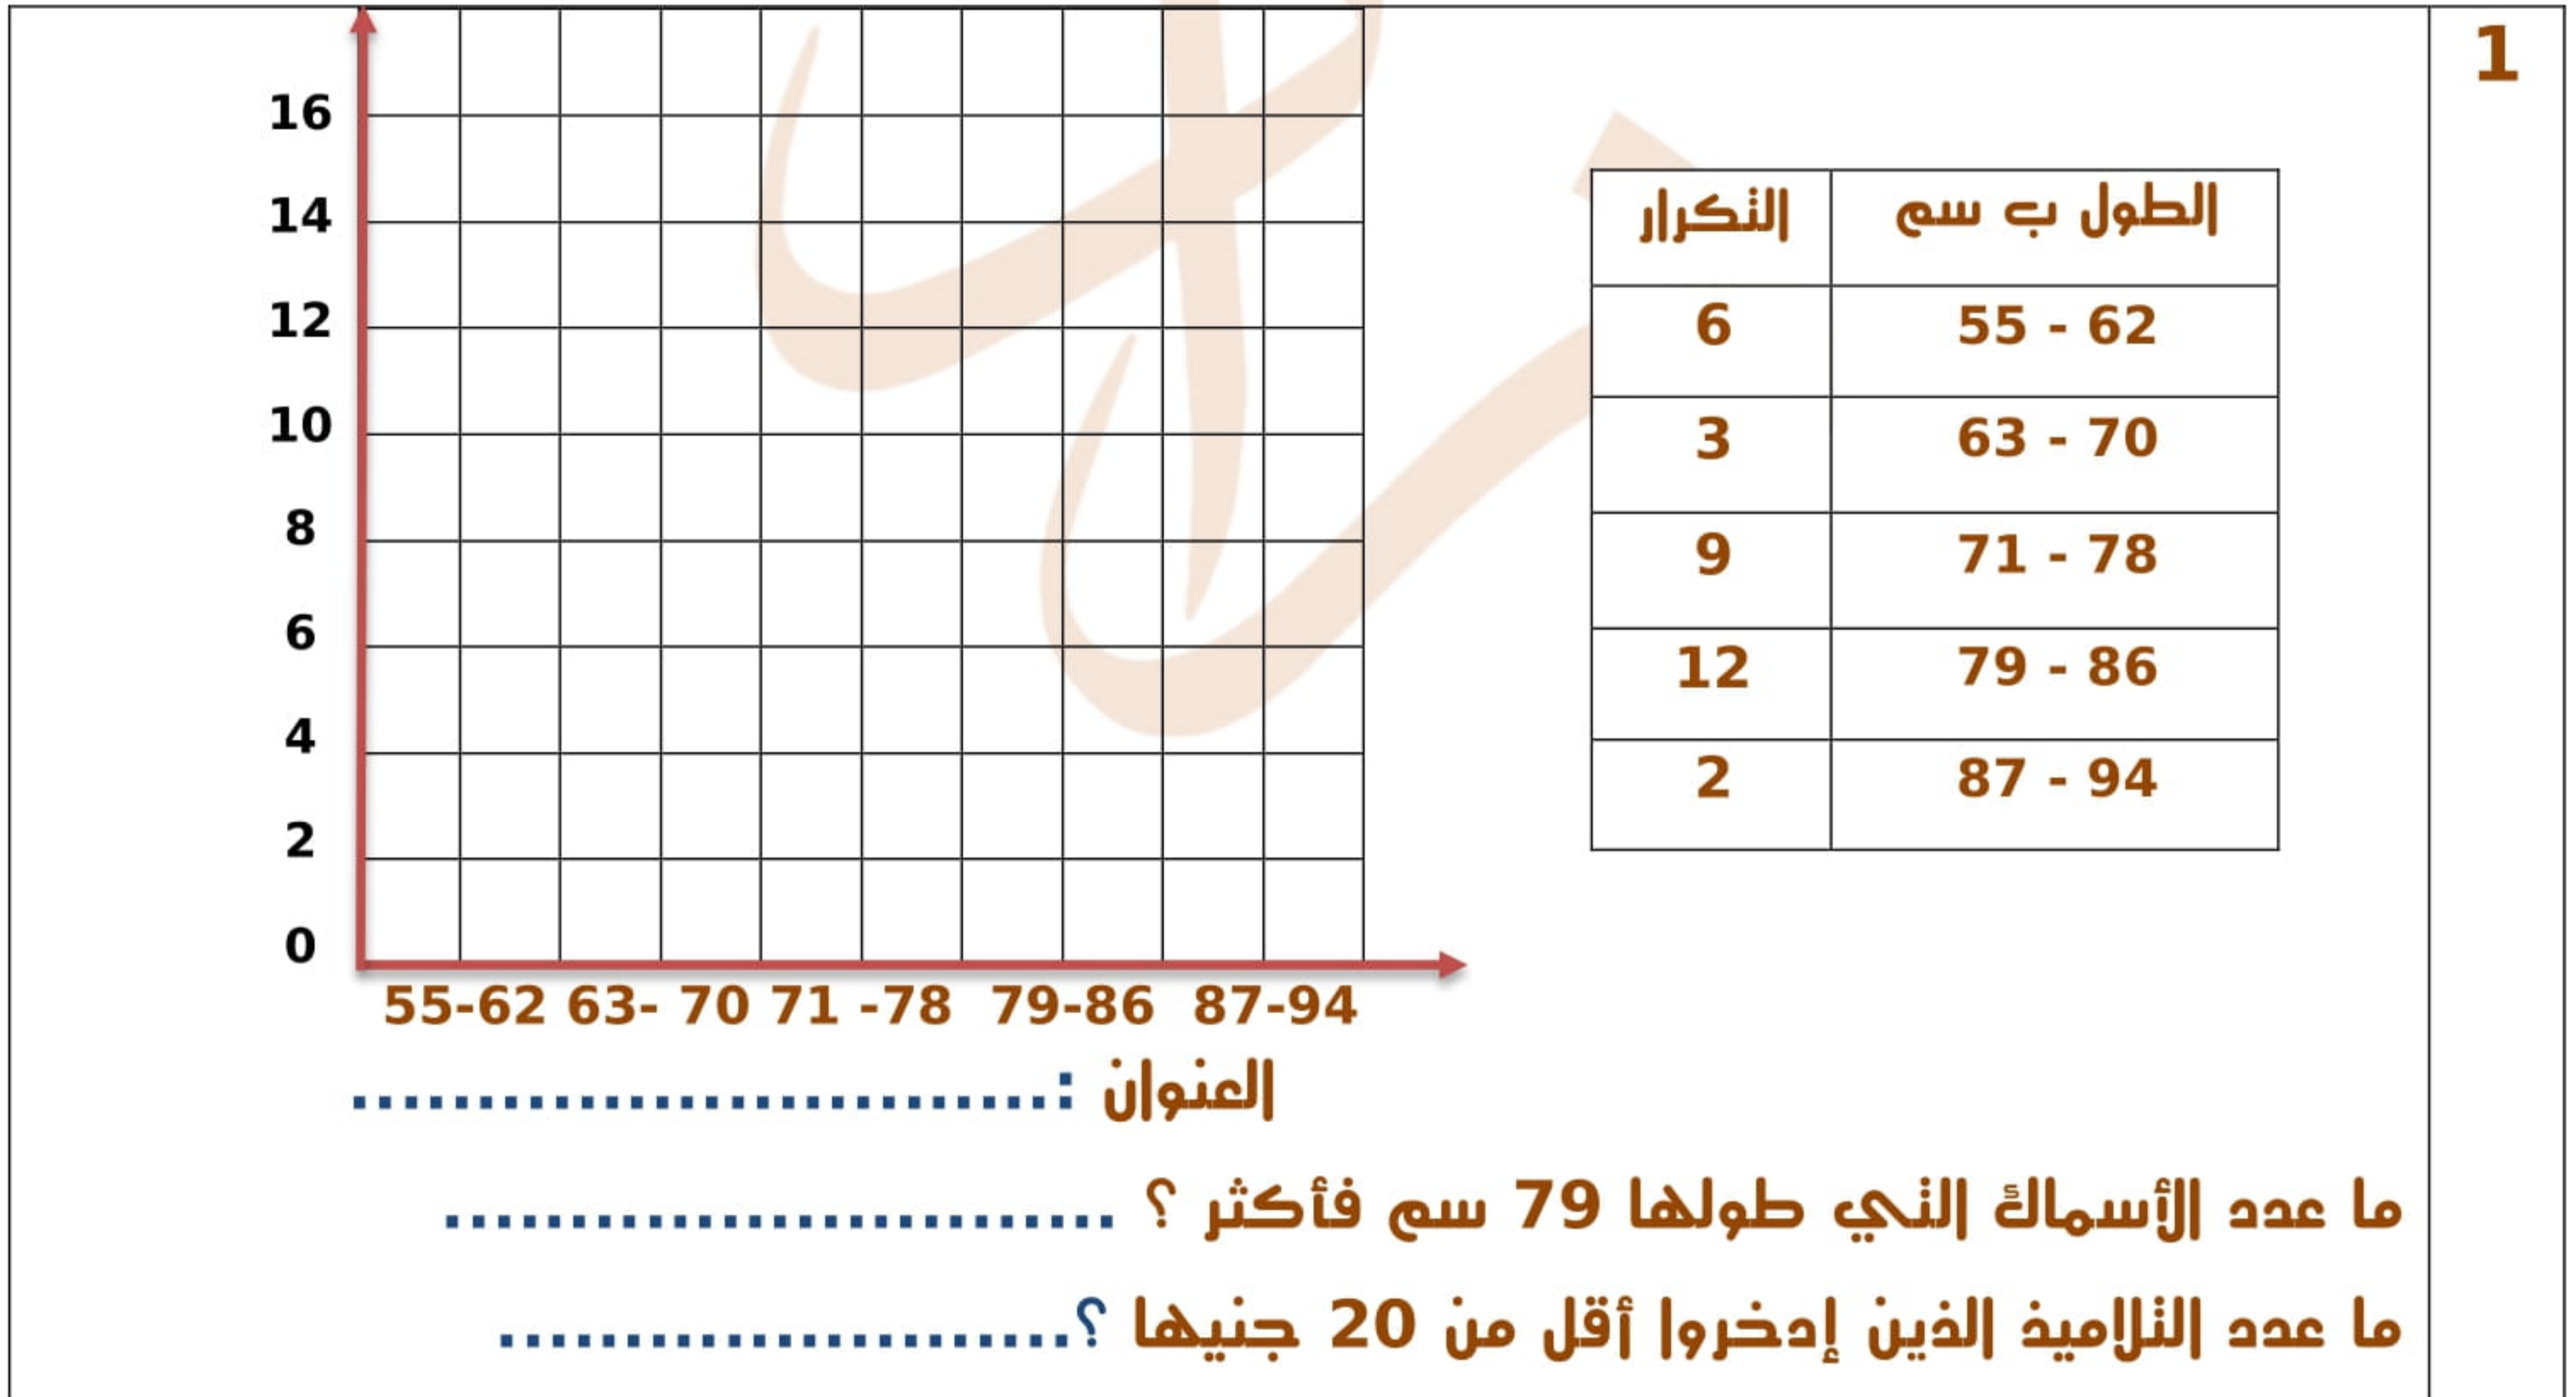 1
16
14
12
10
8
6
4
2
0
55-62 63- 70 71 -78 79-86 87-94
الطول ب سم التكرار
55 - 62 6
63 - 70 3
71 - 78 9
79 - 86 12
87 - 94 2
العنوان :............................
ما عدد الأسماك التي طولها 79 سم فأكثر ؟ ...........................
ما عدد التلاميذ الذين إدخروا أقل من 20 جنيها ؟.......................